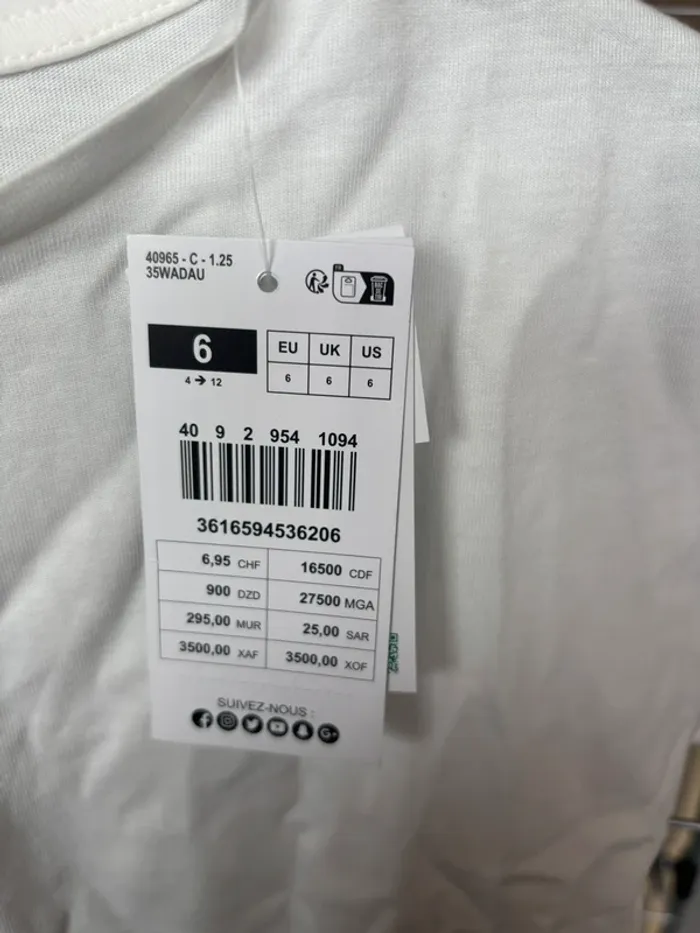 40965 - C - 1.25
35WADAU
6
4 → 12
EU UK US
6 6 6
40 9 2 954 1094
3616594536206
6,95 CHF 16500 CDF
900 DZD 27500 MGA
295,00 MUR 25,00 SAR
3500,00 XAF 3500,00 XOF
SUIVEZ-NOUS :